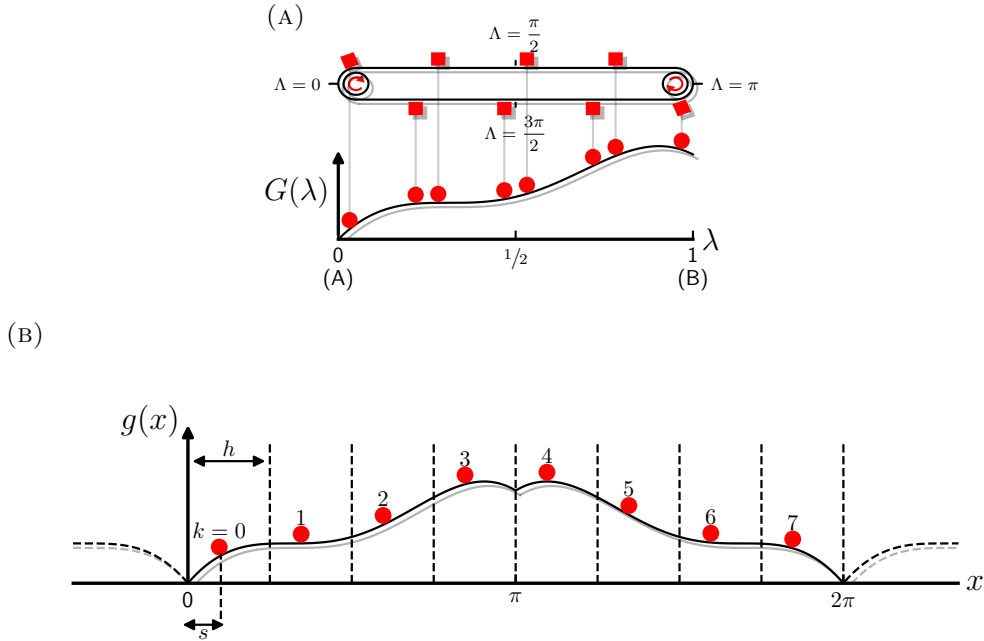 (A)
Λ = π/2
Λ = 0
Λ = π
Λ = 3π/2
G(λ)
λ
0
1/2
1
(A)
(B)
(B)
g(x)
h
3
4
2
5
k = 0
1
6
7
0
π
2π
x
s